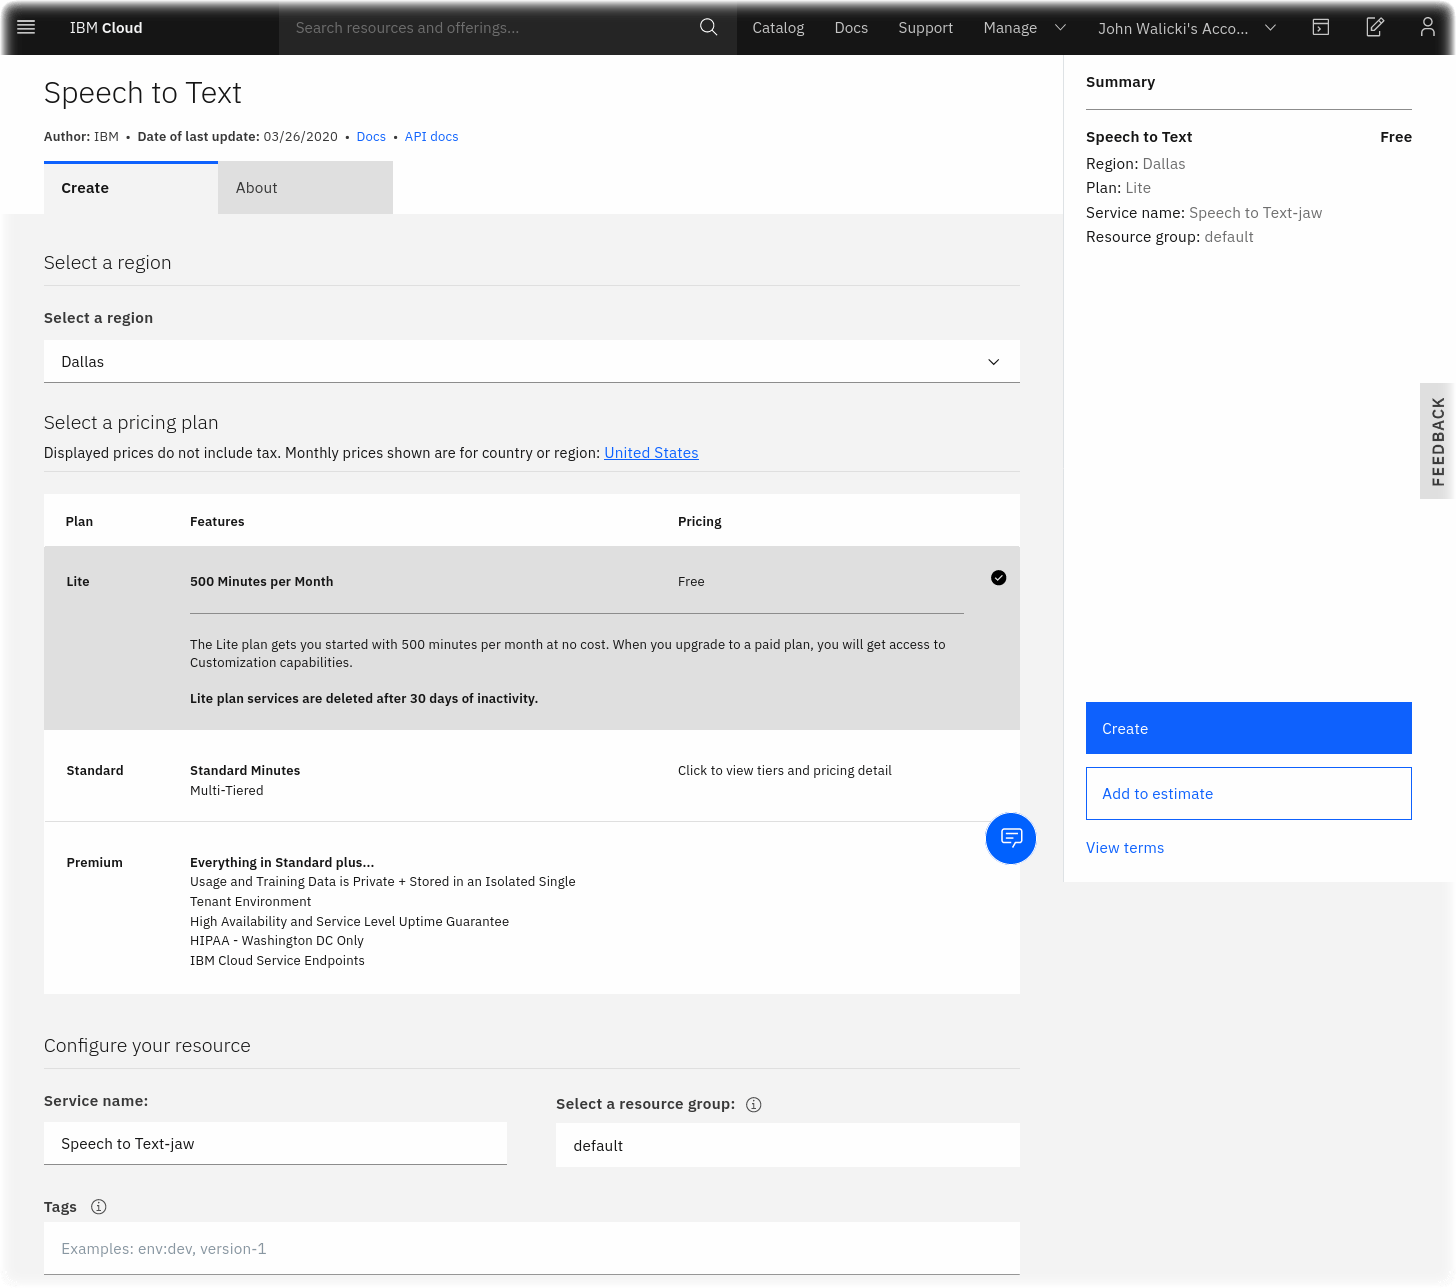 IBM Cloud
Search resources and offerings...
Catalog
Docs
Support
Manage
John Walicki's Acco...
Speech to Text
Author: IBM • Date of last update: 03/26/2020 • Docs • API docs
Create
About
Select a region
Select a region
Dallas
Select a pricing plan
Displayed prices do not include tax. Monthly prices shown are for country or region: United States
Plan
Features
Pricing
Lite
500 Minutes per Month
Free
The Lite plan gets you started with 500 minutes per month at no cost. When you upgrade to a paid plan, you will get access to
Customization capabilities.
Lite plan services are deleted after 30 days of inactivity.
Standard
Standard Minutes
Click to view tiers and pricing detail
Multi-Tiered
Premium
Everything in Standard plus...
Usage and Training Data is Private + Stored in an Isolated Single
Tenant Environment
High Availability and Service Level Uptime Guarantee
HIPAA - Washington DC Only
IBM Cloud Service Endpoints
Configure your resource
Service name:
Speech to Text-jaw
Select a resource group:
default
Tags
Examples: env:dev, version-1
Summary
Speech to Text
Free
Region: Dallas
Plan: Lite
Service name: Speech to Text-jaw
Resource group: default
FEEDBACK
Create
Add to estimate
View terms